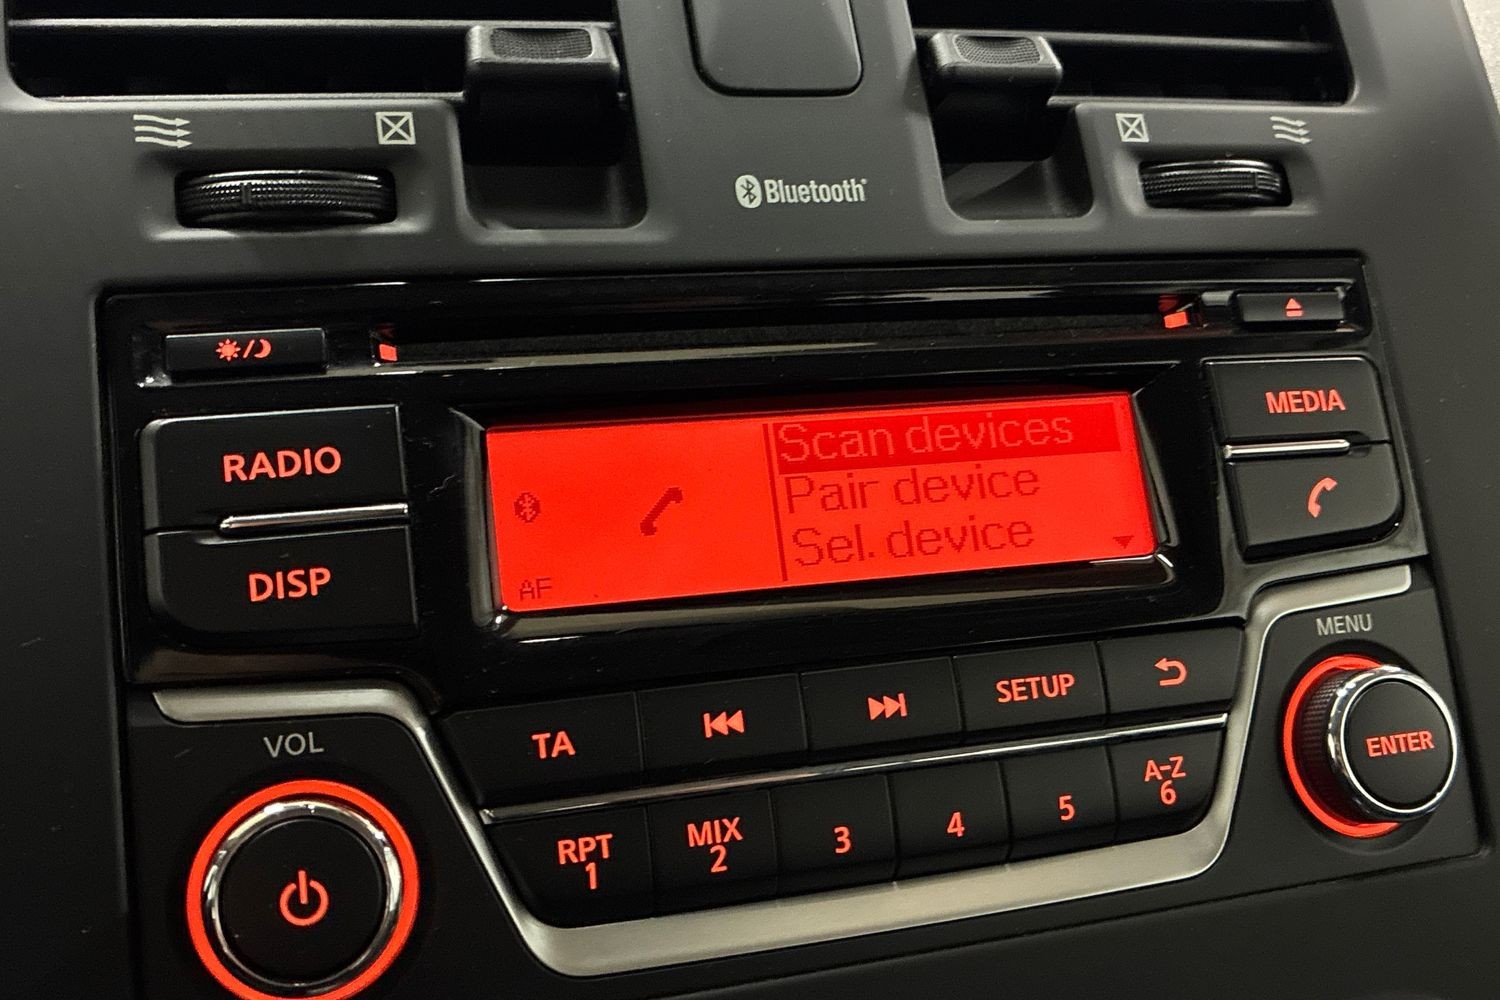 Bluetooth
RADIO
DISP
MEDIA
Scan devices
Pair device
Sel. device
AF
MENU
ENTER
VOL
TA
SETUP
RPT
1
MIX
2
3
4
5
A-Z
6